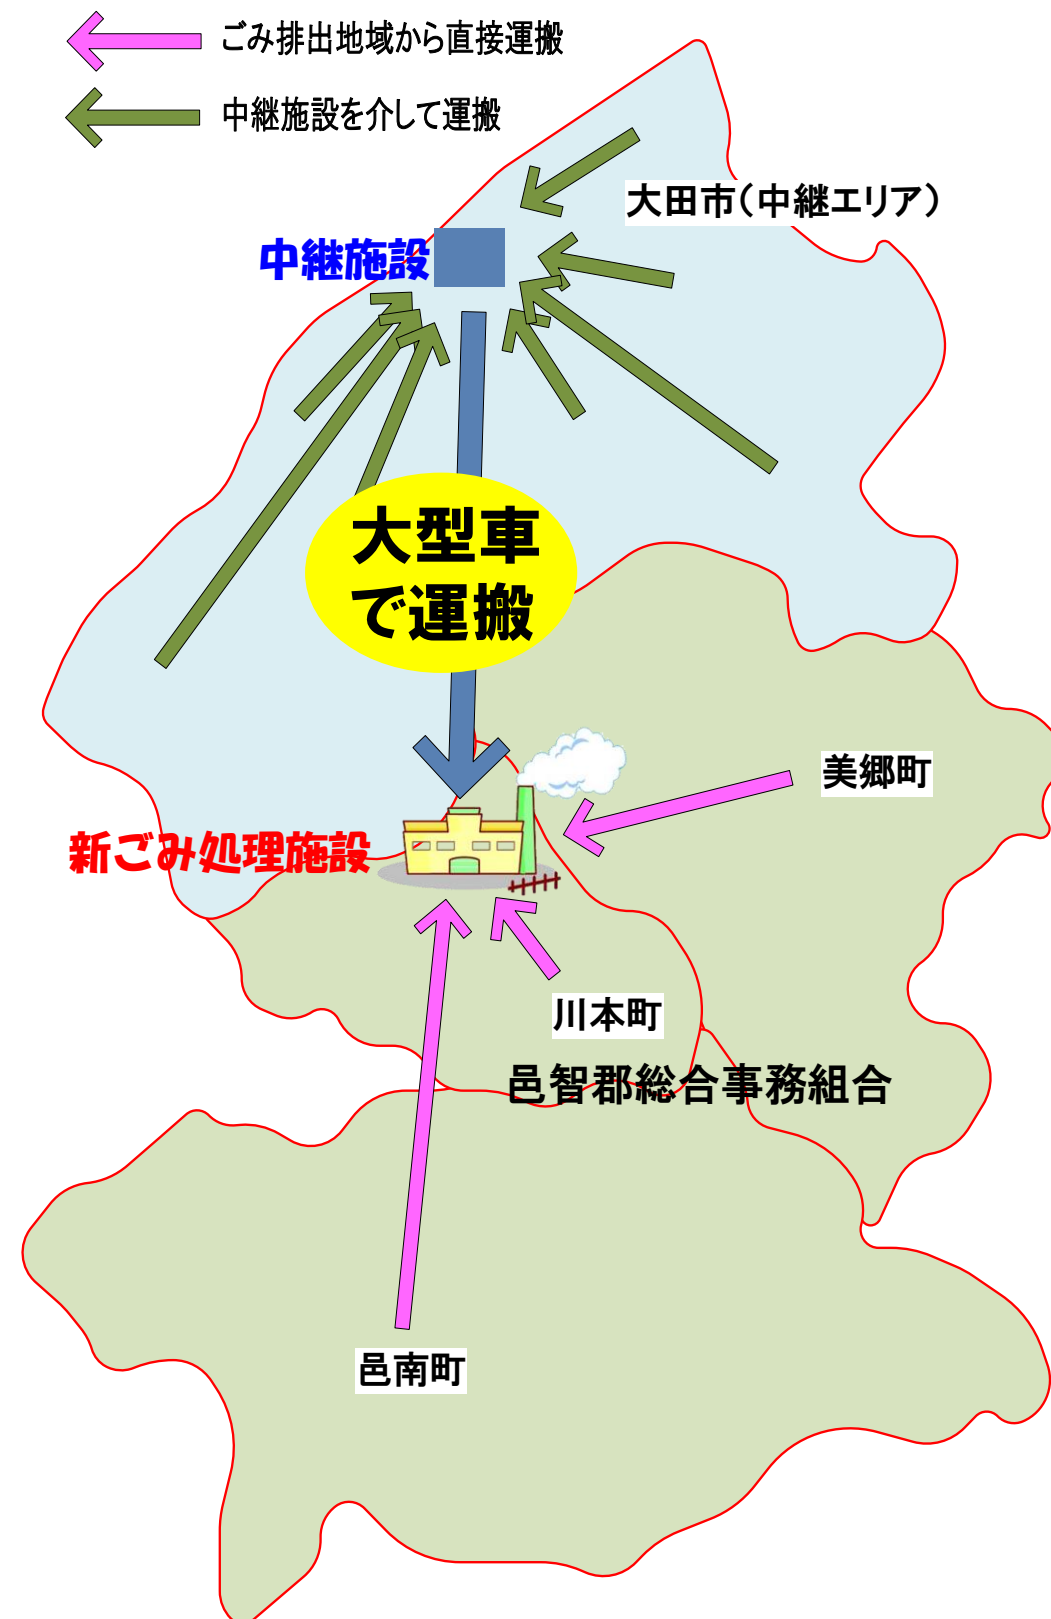 ごみ排出地域から直接運搬
中継施設を介して運搬
大田市（中継エリア）
中継施設
大型車
で運搬
美郷町
新ごみ処理施設
川本町
邑智郡総合事務組合
邑南町